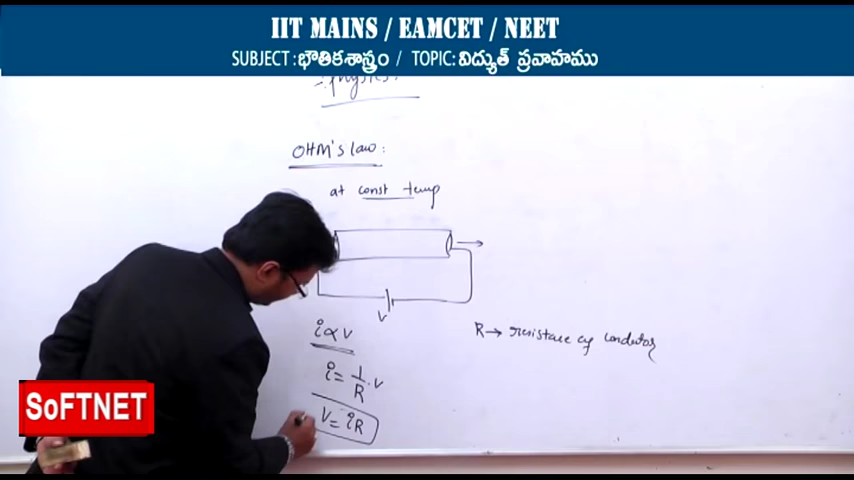 IIT MAINS / EAMCET / NEET
SUBJECT : భౌతికశాస్త్రం / TOPIC: విద్యుత్ ప్రవాహము
physics.
OHM'S law :
at const temp
V
i∝v
R→ resistance of conductor
i= 1/R .v
V= iR
SoFTNET